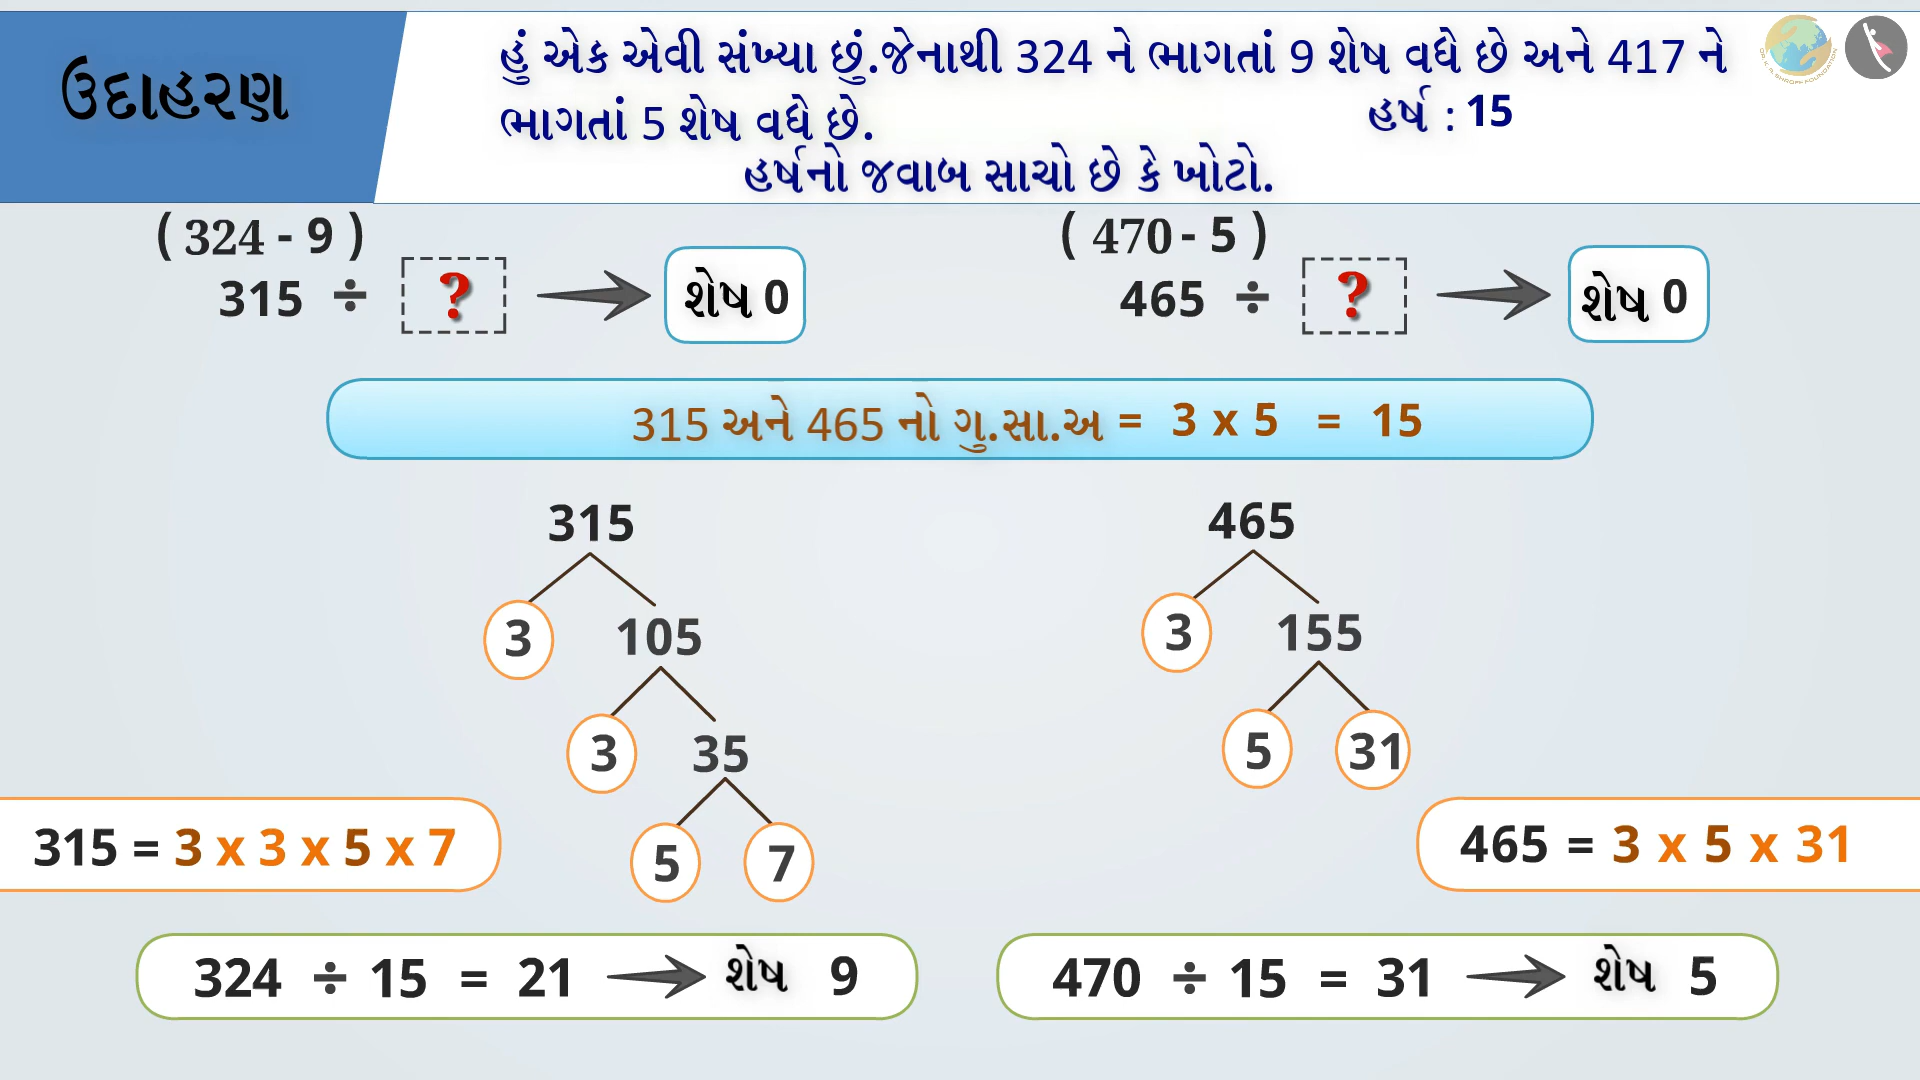 ઉદાહરણ
હું એક એવી સંખ્યા છું.જેનાથી 324 ને ભાગતાં 9 શેષ વધે છે અને 417 ને
ભાગતાં 5 શેષ વધે છે.
હર્ષ : 15
હર્ષનો જવાબ સાચો છે કે ખોટો.
( 324 - 9 )
315 ÷ ? શેષ 0
( 470 - 5 )
465 ÷ ? શેષ 0
315 અને 465 નો ગુ.સા.અ = 3 x 5 = 15
315
3 105
3 35
5 7
465
3 155
5 31
315 = 3 x 3 x 5 x 7
465 = 3 x 5 x 31
324 ÷ 15 = 21 શેષ 9
470 ÷ 15 = 31 શેષ 5